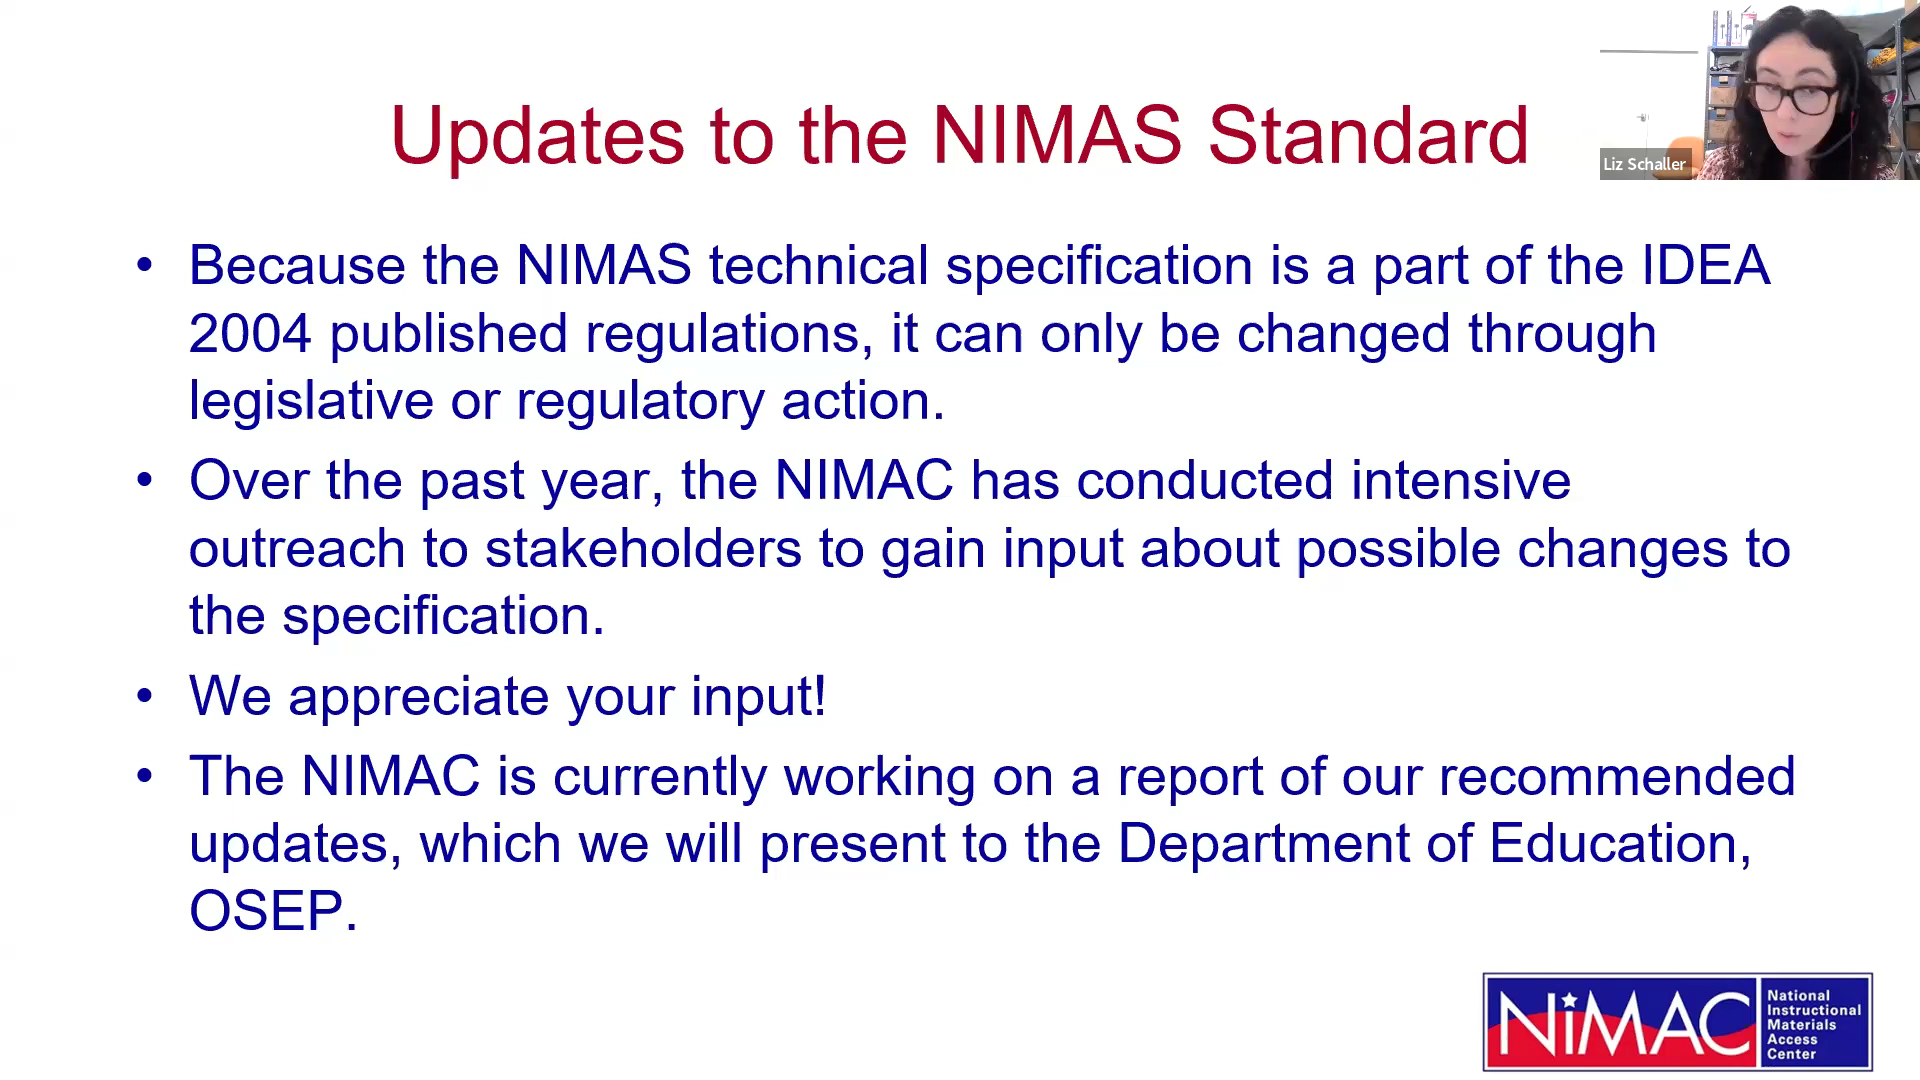 Updates to the NIMAS Standard
Liz Schaller
• Because the NIMAS technical specification is a part of the IDEA
2004 published regulations, it can only be changed through
legislative or regulatory action.
• Over the past year, the NIMAC has conducted intensive
outreach to stakeholders to gain input about possible changes to
the specification.
• We appreciate your input!
• The NIMAC is currently working on a report of our recommended
updates, which we will present to the Department of Education,
OSEP.
NiMAC
National
Instructional
Materials
Access
Center